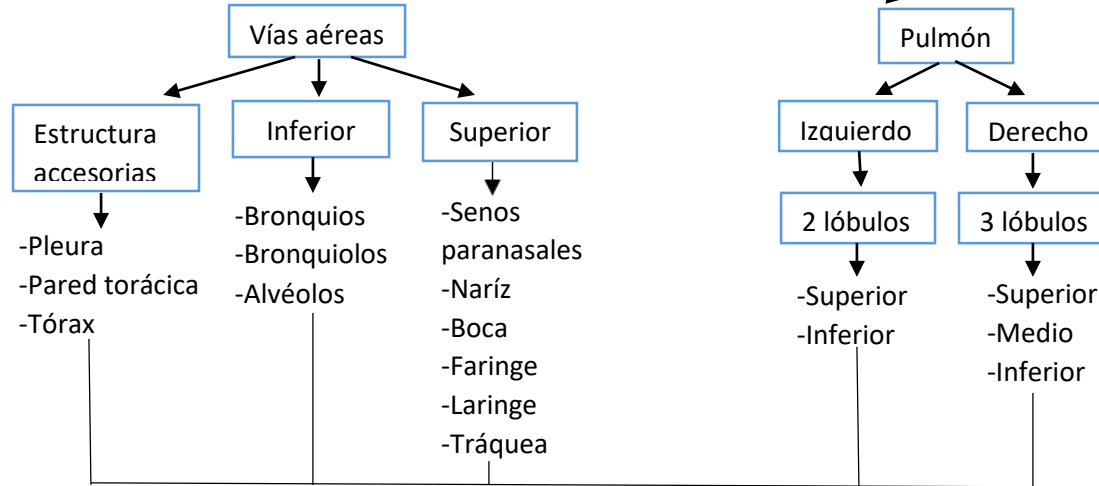 Vías aéreas
Estructura
accesorias
-Pleura
-Pared torácica
-Tórax
Inferior
-Bronquios
-Bronquiolos
-Alvéolos
Superior
-Senos
paranasales
-Naríz
-Boca
-Faringe
-Laringe
-Tráquea
Pulmón
Izquierdo
2 lóbulos
-Superior
-Inferior
Derecho
3 lóbulos
-Superior
-Medio
-Inferior